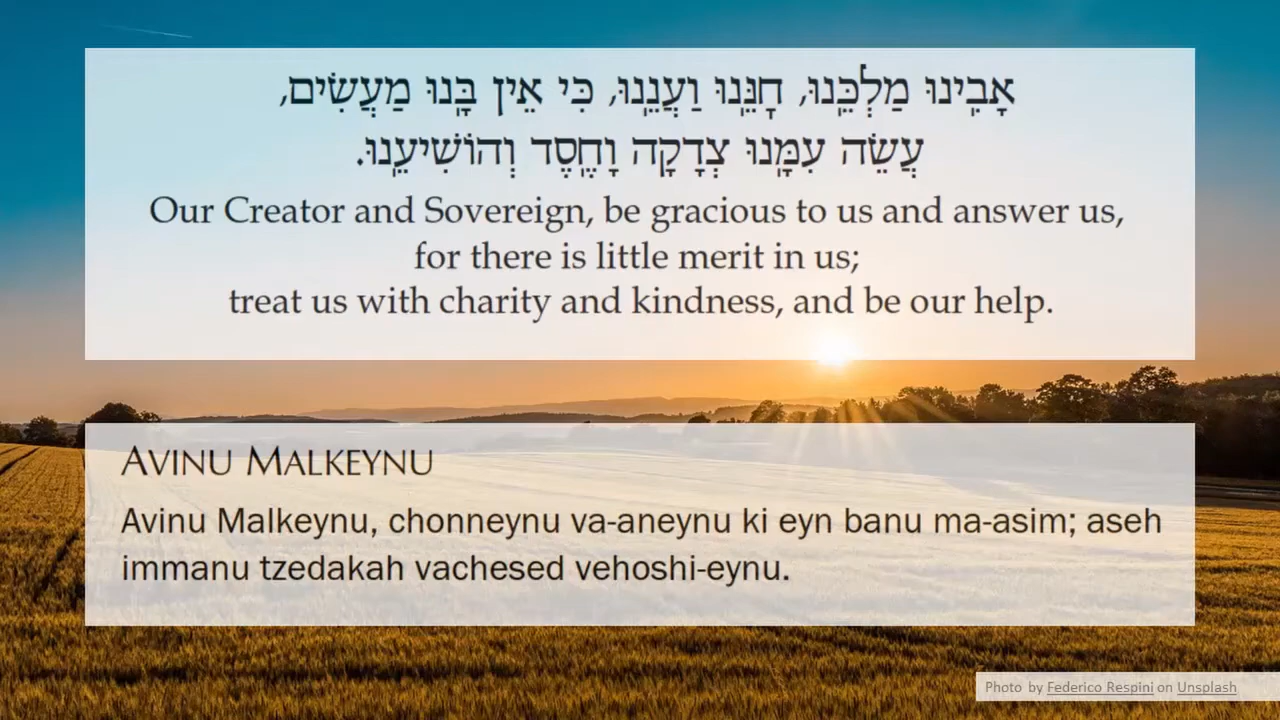 אָבִֽינוּ מַלְכֵּֽנוּ, חָנֵּֽנוּ וַעֲנֵֽנוּ, כִּי אֵין בָּֽנוּ מַעֲשִׂים,
עֲשֵׂה עִמָּֽנוּ צְדָקָה וָחֶֽסֶד וְהוֹשִׁיעֵֽנוּ.
Our Creator and Sovereign, be gracious to us and answer us,
for there is little merit in us;
treat us with charity and kindness, and be our help.
AVINU MALKEYNU
Avinu Malkeynu, chonneynu va-aneynu ki eyn banu ma-asim; aseh
immanu tzedakah vachesed vehoshi-eynu.
Photo by Federico Respini on Unsplash